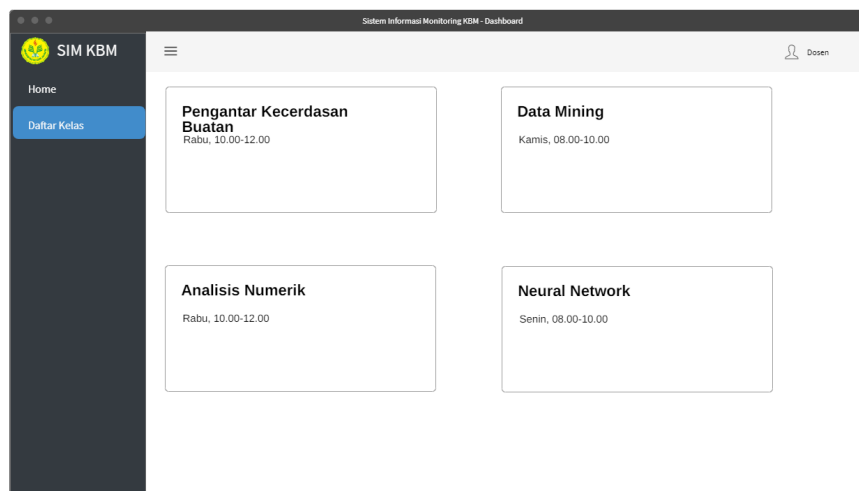 Sistem Informasi Monitoring KBM - Dashboard
SIM KBM
Dosen
Home
Daftar Kelas
Pengantar Kecerdasan
Buatan
Rabu, 10.00-12.00
Data Mining
Kamis, 08.00-10.00
Analisis Numerik
Rabu, 10.00-12.00
Neural Network
Senin, 08.00-10.00